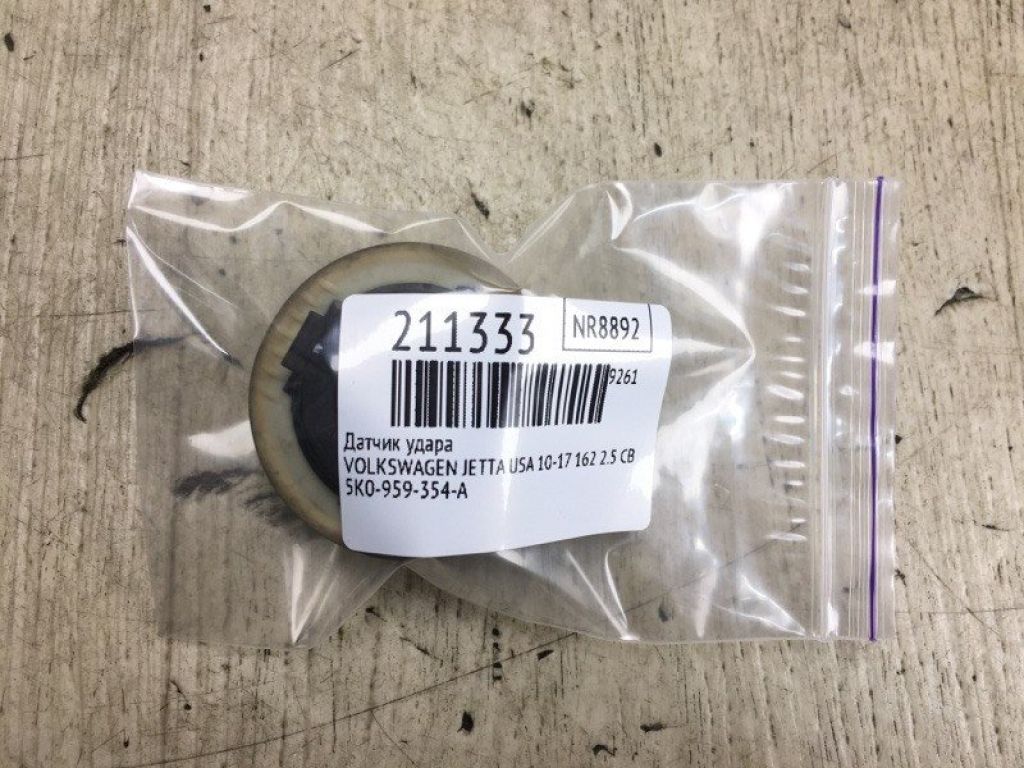 211333 NR8892
9261
Датчик удара
VOLKSWAGEN JETTA USA 10-17 162 2.5 CB
5K0-959-354-A